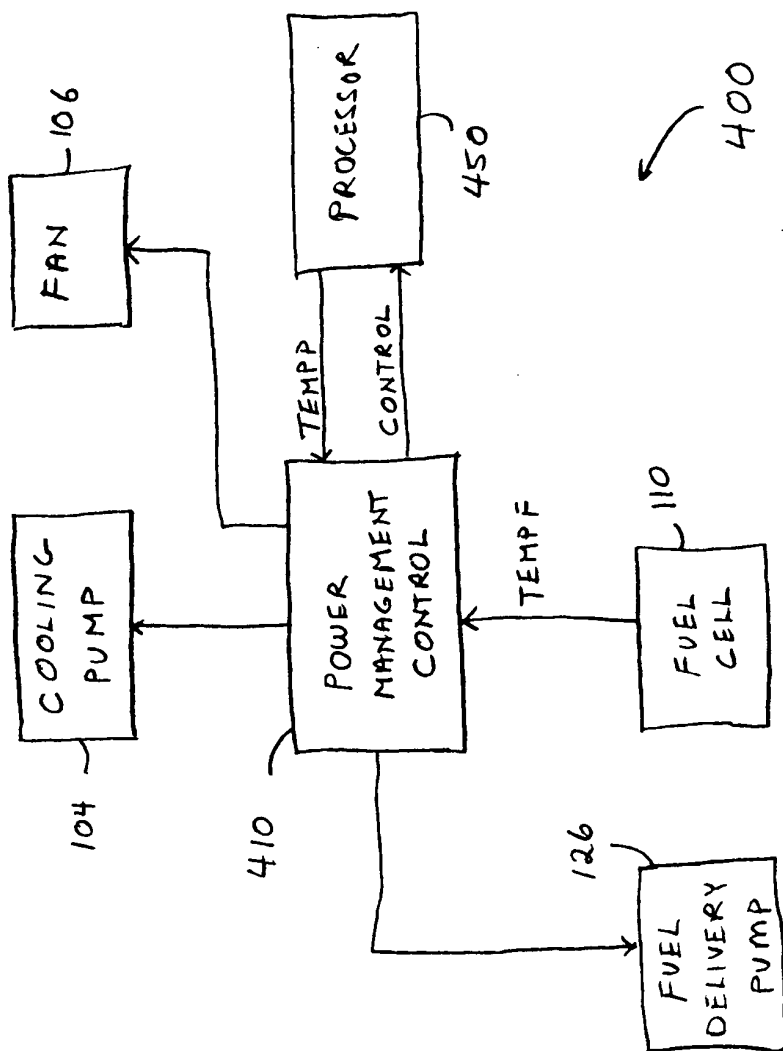 104
COOLING
PUMP
FAN
106
410
POWER
MANAGEMENT
CONTROL
TEMPP
CONTROL
PROCESSOR
450
TEMPF
126
FUEL
DELIVERY
PUMP
FUEL
CELL
110
400